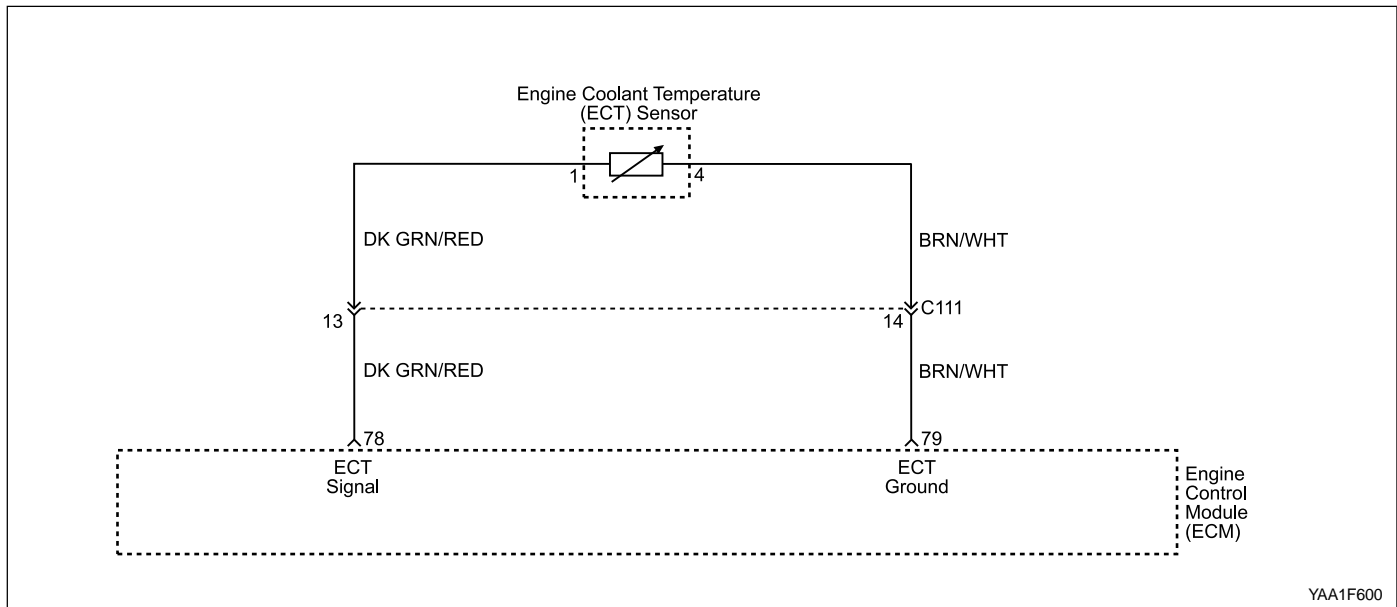 Engine Coolant Temperature
(ECT) Sensor
1
4
DK GRN/RED
BRN/WHT
13
14
C111
DK GRN/RED
BRN/WHT
78
79
ECT
Signal
ECT
Ground
Engine
Control
Module
(ECM)
YAA1F600